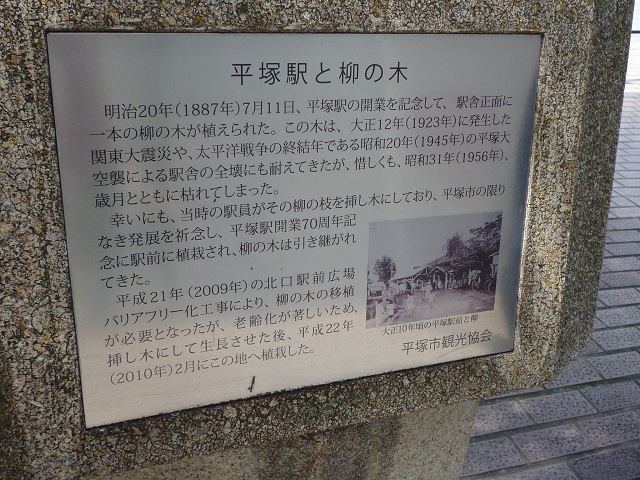 平塚駅と柳の木
明治20年(1887年)7月11日、平塚駅の開業を記念して、駅舎正面に
一本の柳の木が植えられた。この木は、大正12年(1923年)に発生した
関東大震災や、太平洋戦争の終結年である昭和20年(1945年)の平塚大
空襲による駅舎の全壊にも耐えてきたが、惜しくも、昭和31年(1956年)、
歳月とともに枯れてしまった。
幸いにも、当時の駅員がその柳の枝を挿し木にしており、平塚市の限り
なき発展を祈念し、平塚駅開業70周年記
念に駅前に植栽され、柳の木は引き継がれ
てきた。
平成21年(2009年)の北口駅前広場
バリアフリー化工事により、柳の木の移植
が必要となったが、老齢化が著しいため、
挿し木にして生長させた後、平成22年
(2010年)2月にこの地へ植栽した。
大正10年頃の平塚駅前と柳
平塚市観光協会